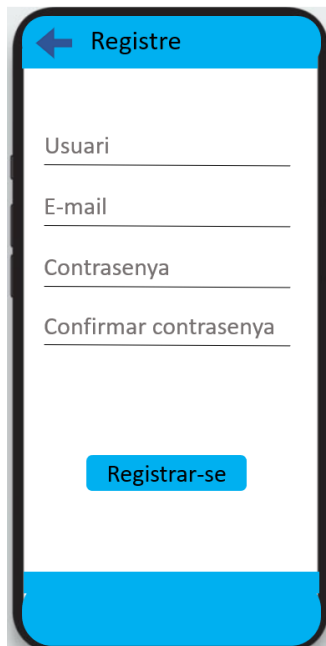 Registre
Usuari
E-mail
Contrasenya
Confirmar contrasenya
Registrar-se